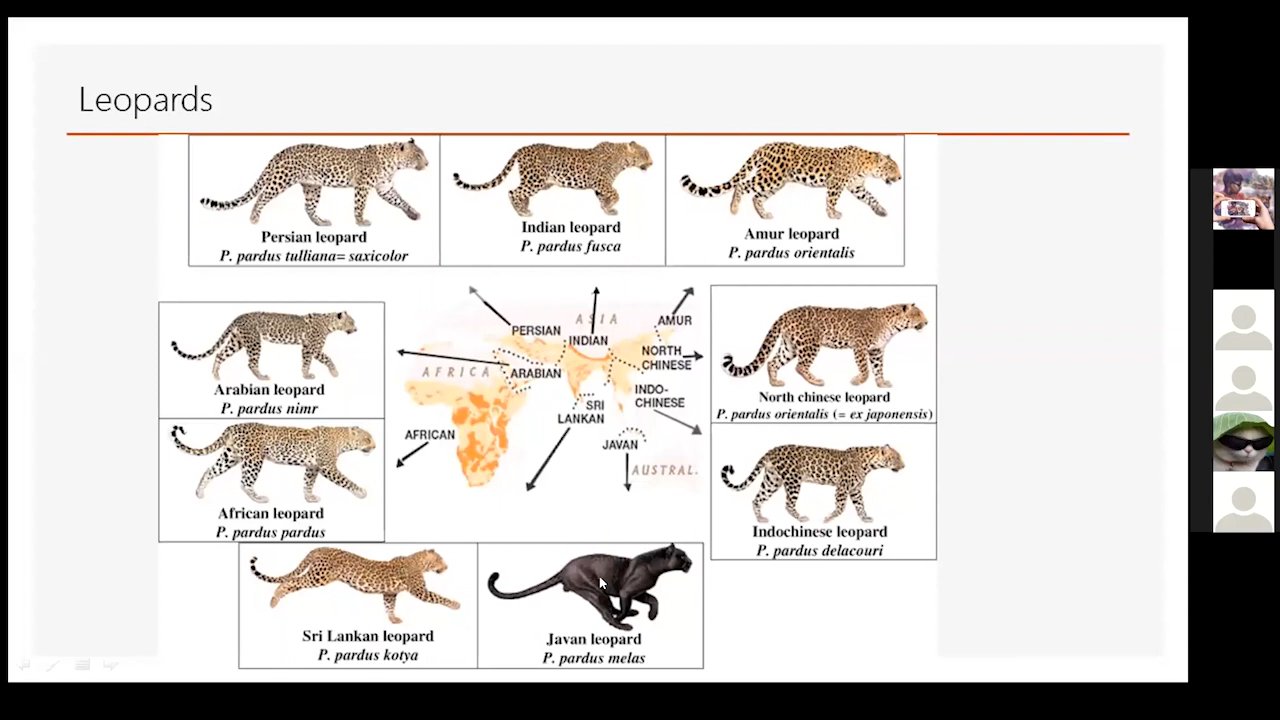 Leopards
Persian leopard
P. pardus tulliana= saxicolor
Indian leopard
P. pardus fusca
Amur leopard
P. pardus orientalis
Arabian leopard
P. pardus nimr
African leopard
P. pardus pardus
ASIA
PERSIAN
INDIAN
AMUR
NORTH
CHINESE
AFRICA
ARABIAN
INDO-
CHINESE
SRI
LANKAN
AFRICAN
JAVAN
AUSTRAL.
North chinese leopard
P. pardus orientalis (= ex japonensis)
Indochinese leopard
P. pardus delacouri
Sri Lankan leopard
P. pardus kotya
Javan leopard
P. pardus melas